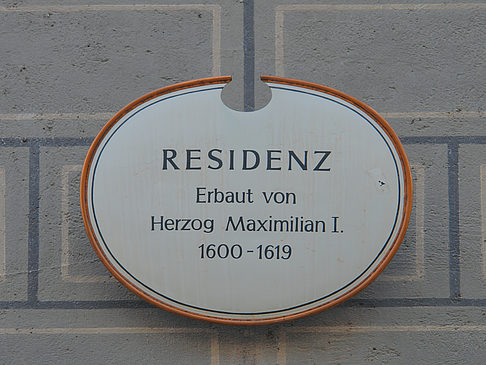 RESIDENZ
Erbaut von
Herzog Maximilian I.
1600-1619